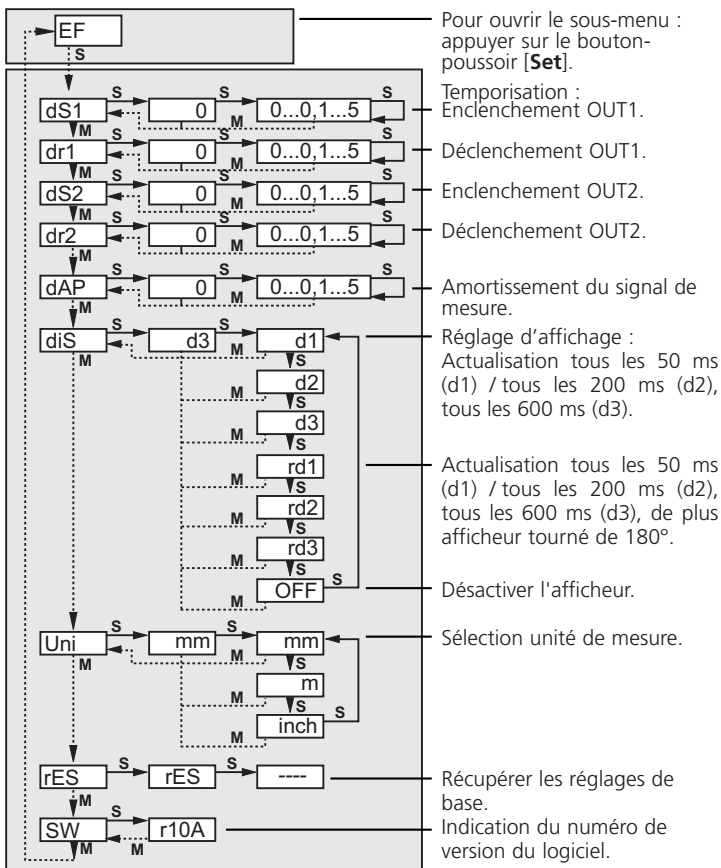 EF
Pour ouvrir le sous-menu :
appuyer sur le bouton-
poussoir [Set].
S
Temporisation :
dS1 S 0 S 0...0,1...5 S Enclenchement OUT1.
M M
dr1 S 0 S 0...0,1...5 S Déclenchement OUT1.
M M
dS2 S 0 S 0...0,1...5 S Enclenchement OUT2.
M M
dr2 S 0 S 0...0,1...5 S Déclenchement OUT2.
M M
dAP S 0 S 0...0,1...5 S Amortissement du signal de
mesure.
M M
diS S d3 S d1 Réglage d'affichage :
M M S
Actualisation tous les 50 ms
(d1) / tous les 200 ms (d2),
tous les 600 ms (d3).
d2
M S
d3
M S
rd1
M S
rd2
M S
rd3
M S
OFF S
M
Actualisation tous les 50 ms
(d1) / tous les 200 ms (d2),
tous les 600 ms (d3), de plus
afficheur tourné de 180°.
Désactiver l'afficheur.
Uni S mm S mm Sélection unité de mesure.
M M S
m
M S
inch S
M
rES S rES S ---- Récupérer les réglages de
base.
M
SW S r10A Indication du numéro de
version du logiciel.
M M